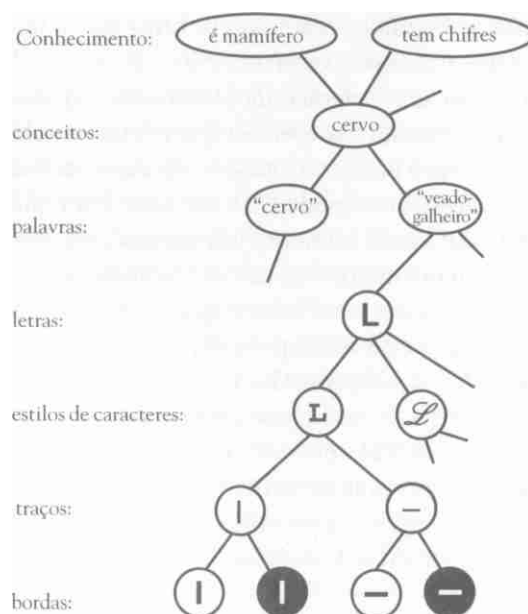 Conhecimento: é mamífero tem chifres
conceitos: cervo
palavras: “cervo” “veado-
galheiro”
letras: L
estilos de caracteres: L ℒ
traços: | –
bordas: | | – –